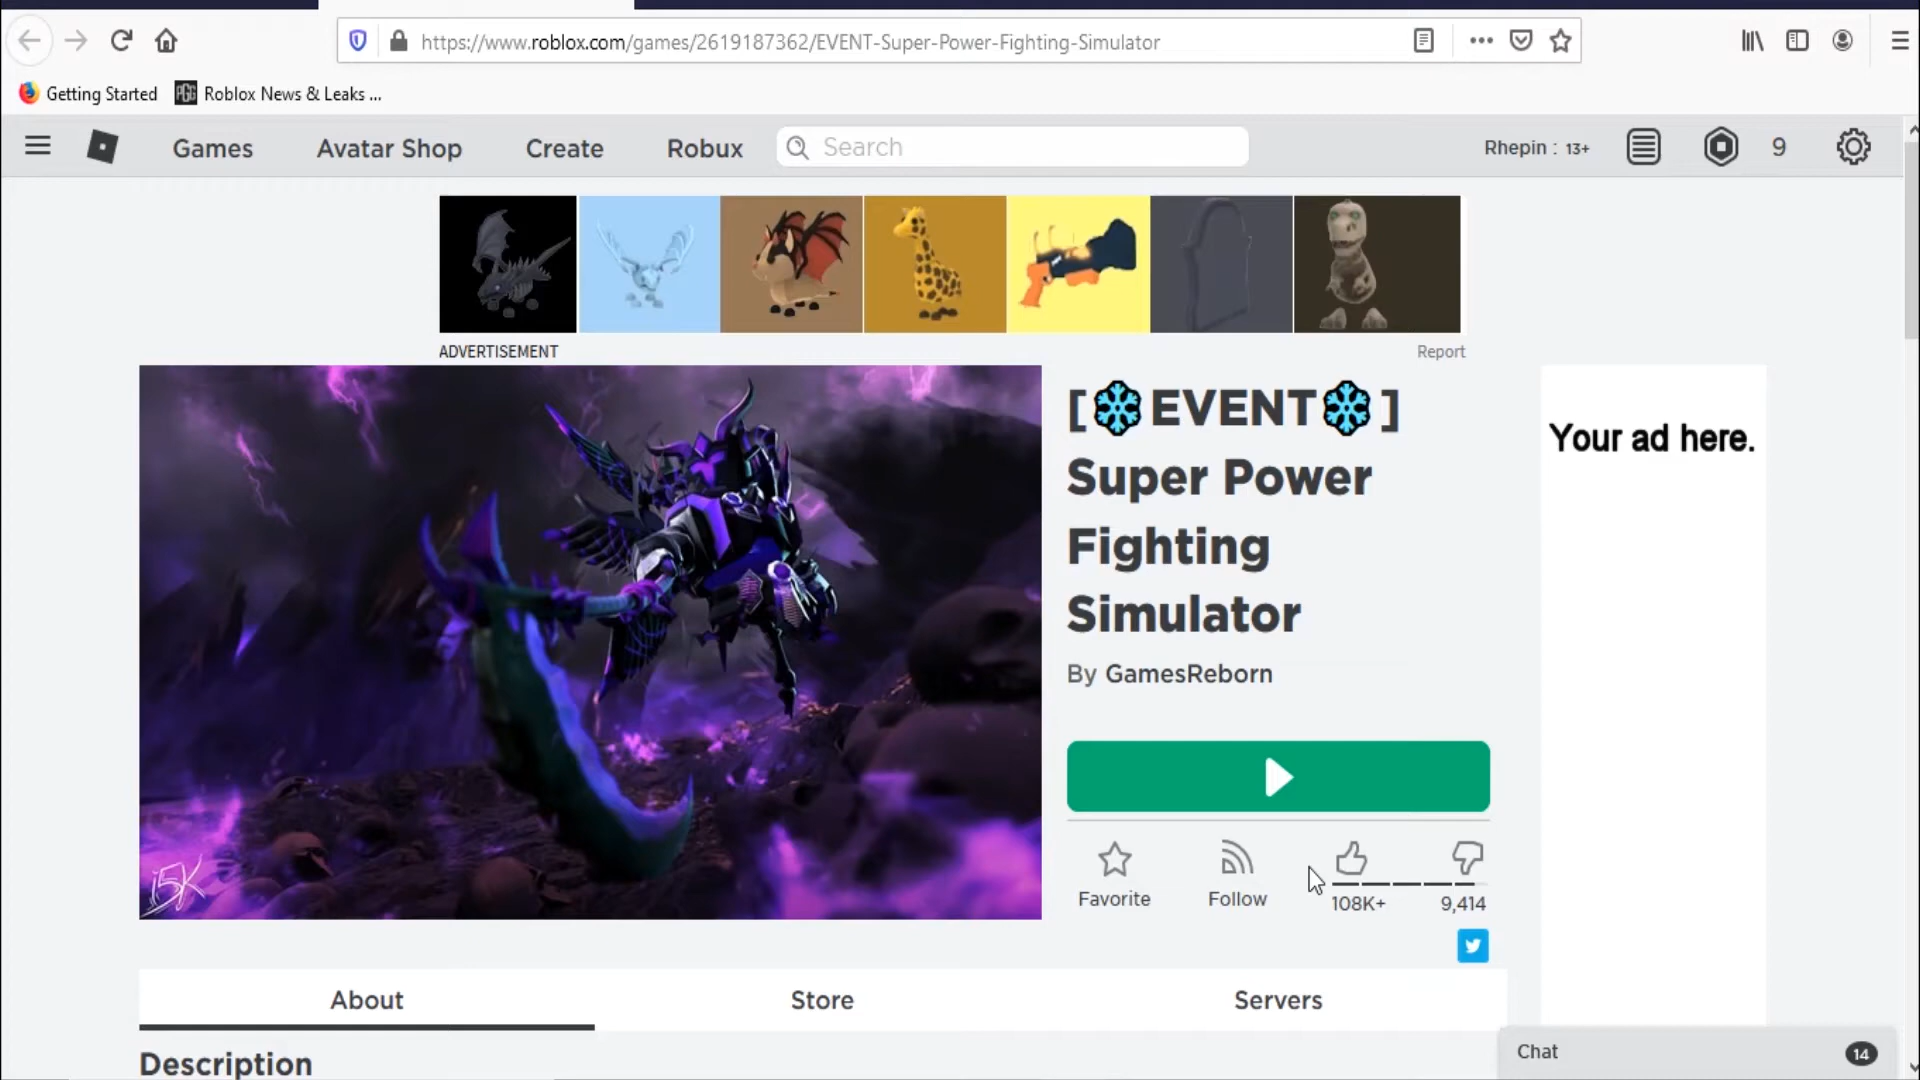 https://www.roblox.com/games/2619187362/EVENT-Super-Power-Fighting-Simulator
Getting Started
Roblox News & Leaks ...
Games
Avatar Shop
Create
Robux
Search
Rhepin : 13+
9
ADVERTISEMENT
Report
[❄EVENT❄]
Super Power
Fighting
Simulator
By GamesReborn
Your ad here.
Favorite
Follow
108K+
9,414
i5K
About
Store
Servers
Description
Chat
14